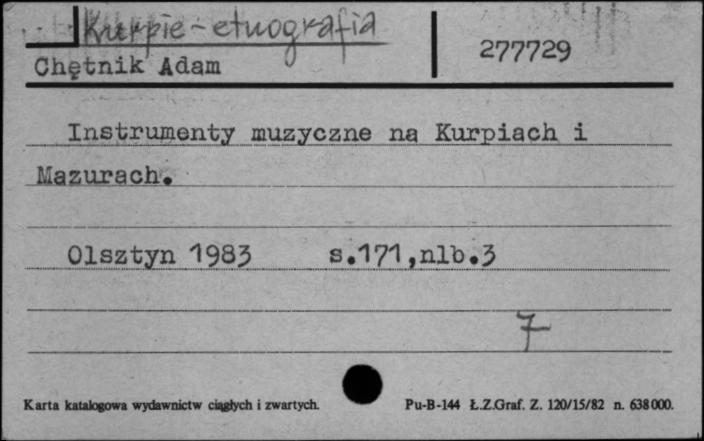 Kurpie - etnografia
Chętnik Adam
277729
Instrumenty muzyczne na Kurpiach i
Mazurach.
Olsztyn 1983 s.171,nlb.3
7
Karta katalogowa wydawnictw ciągłych i zwartych. Pu-B-144 Ł.Z.Graf. Z. 120/15/82 n. 638000.